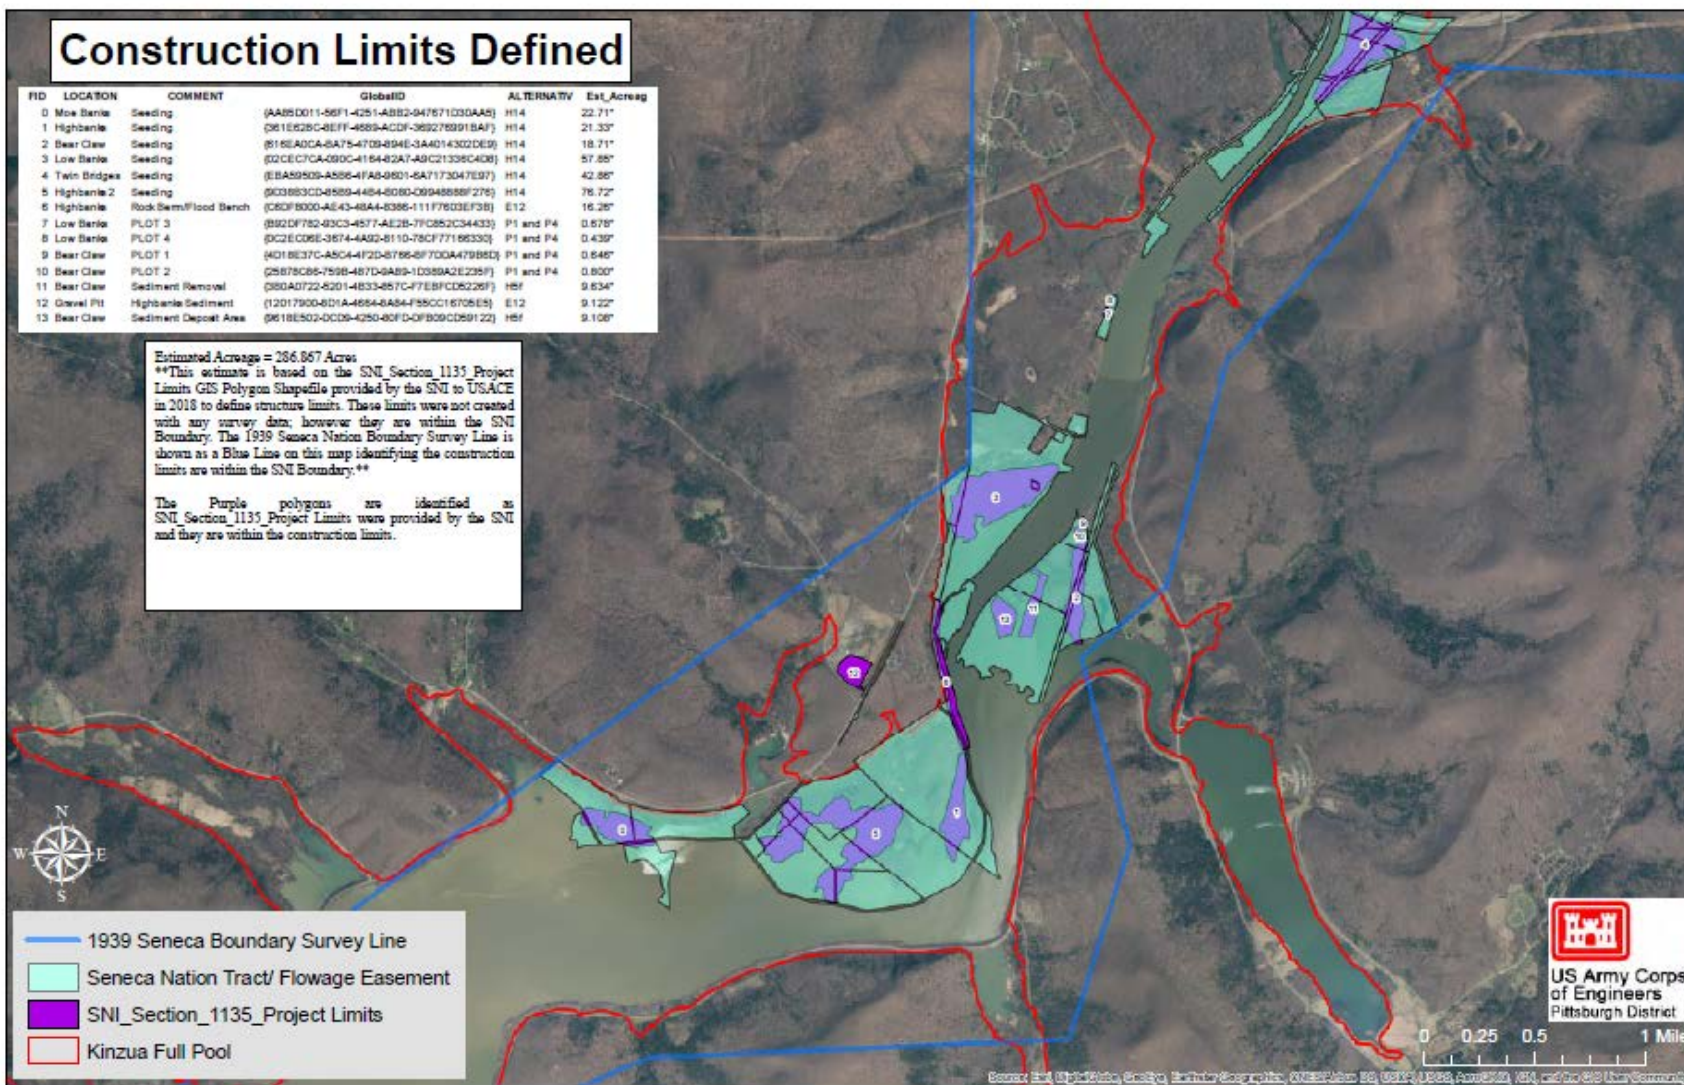 Construction Limits Defined
FID LOCATION COMMENT GlobalID ALTERNATIV Est_Acreag
0 Moe Banks Seeding H14 22.71*
1 Highbanks Seeding H14 21.33*
2 Bear Claw Seeding H14 18.71*
3 Low Banks Seeding H14 57.85*
4 Twin Bridges Seeding H14 42.86*
5 Highbanks 2 Seeding H14 76.72*
6 Highbanks Rock Berm/Flood Bench E12 16.26*
7 Low Banks PLOT 3 P1 and P4 0.678*
8 Low Banks PLOT 4 P1 and P4 0.439*
9 Bear Claw PLOT 1 P1 and P4 0.646*
10 Bear Claw PLOT 2 P1 and P4 0.800*
11 Bear Claw Sediment Removal H5f 9.634*
12 Gravel Pit Highbanks Sediment E12 9.122*
13 Bear Claw Sediment Deposit Area H5f 9.108*
Estimated Acreage = 286.867 Acres
**This estimate is based on the SNI_Section_1135_Project
Limits GIS Polygon Shapefile provided by the SNI to USACE
in 2018 to define structure limits. These limits were not created
with any survey data; however they are within the SNI
Boundary. The 1939 Seneca Nation Boundary Survey Line is
shown as a Blue Line on this map identifying the construction
limits are within the SNI Boundary.**
The Purple polygons are identified as
SNI_Section_1135_Project Limits were provided by the SNI
and they are within the construction limits.
4
3
11
12
5
1
N
W E
S
1939 Seneca Boundary Survey Line
Seneca Nation Tract/ Flowage Easement
SNI_Section_1135_Project Limits
Kinzua Full Pool
US Army Corps
of Engineers
Pittsburgh District
0 0.25 0.5 1 Mile